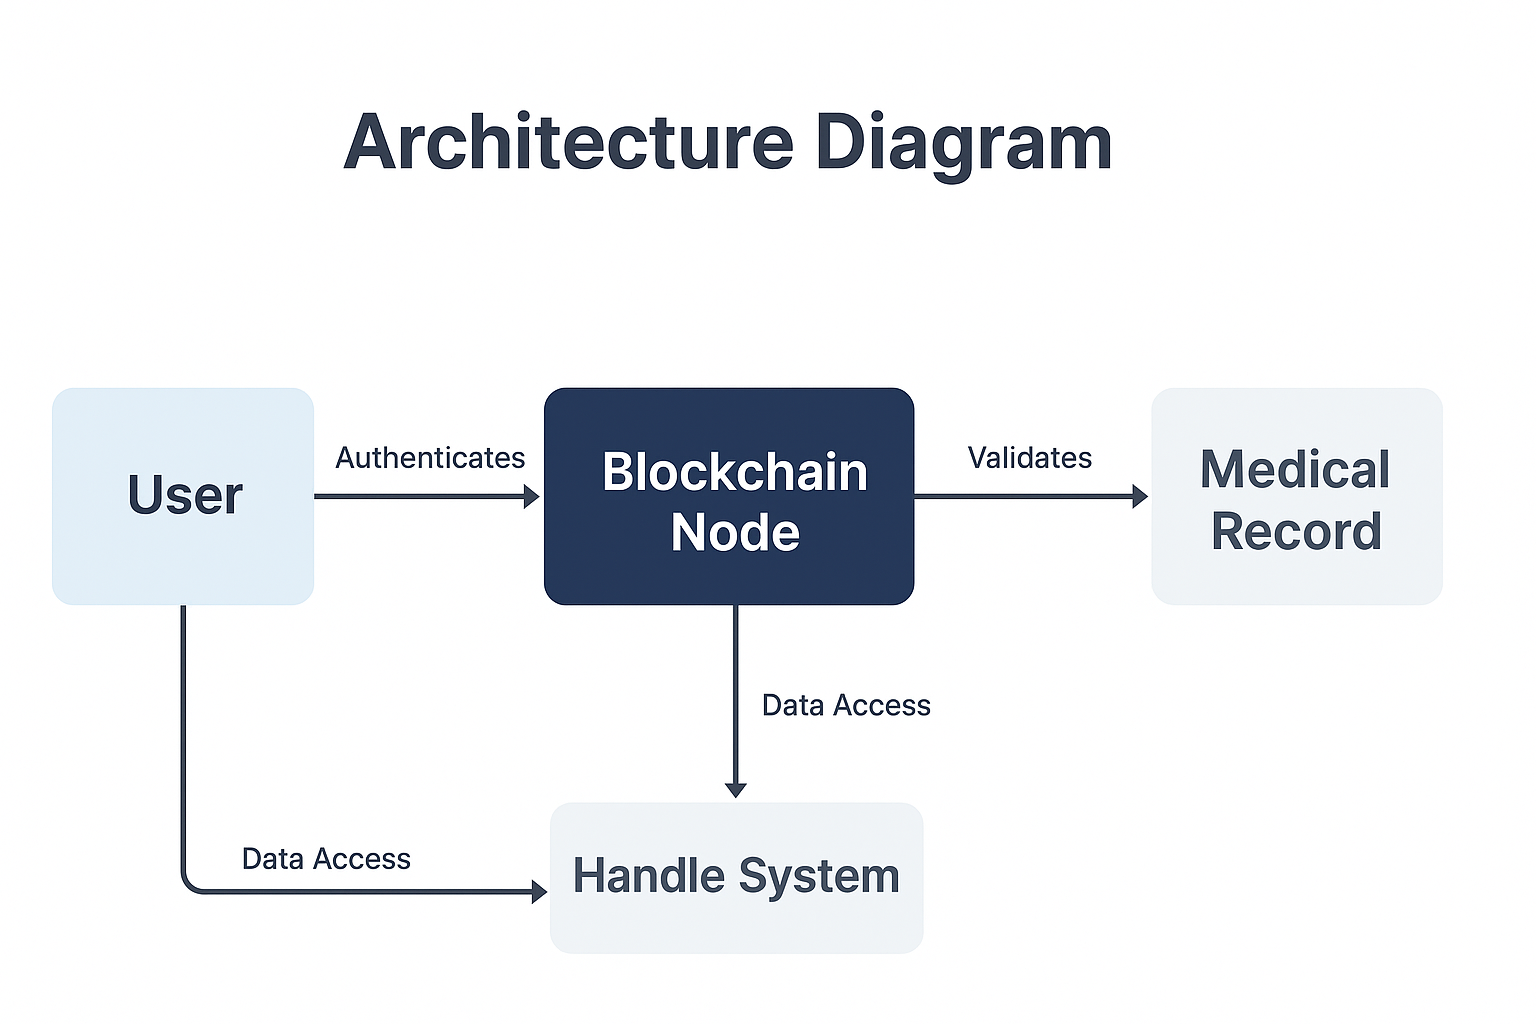 Architecture Diagram
User
Authenticates
Blockchain
Node
Validates
Medical
Record
Data Access
Data Access
Handle System